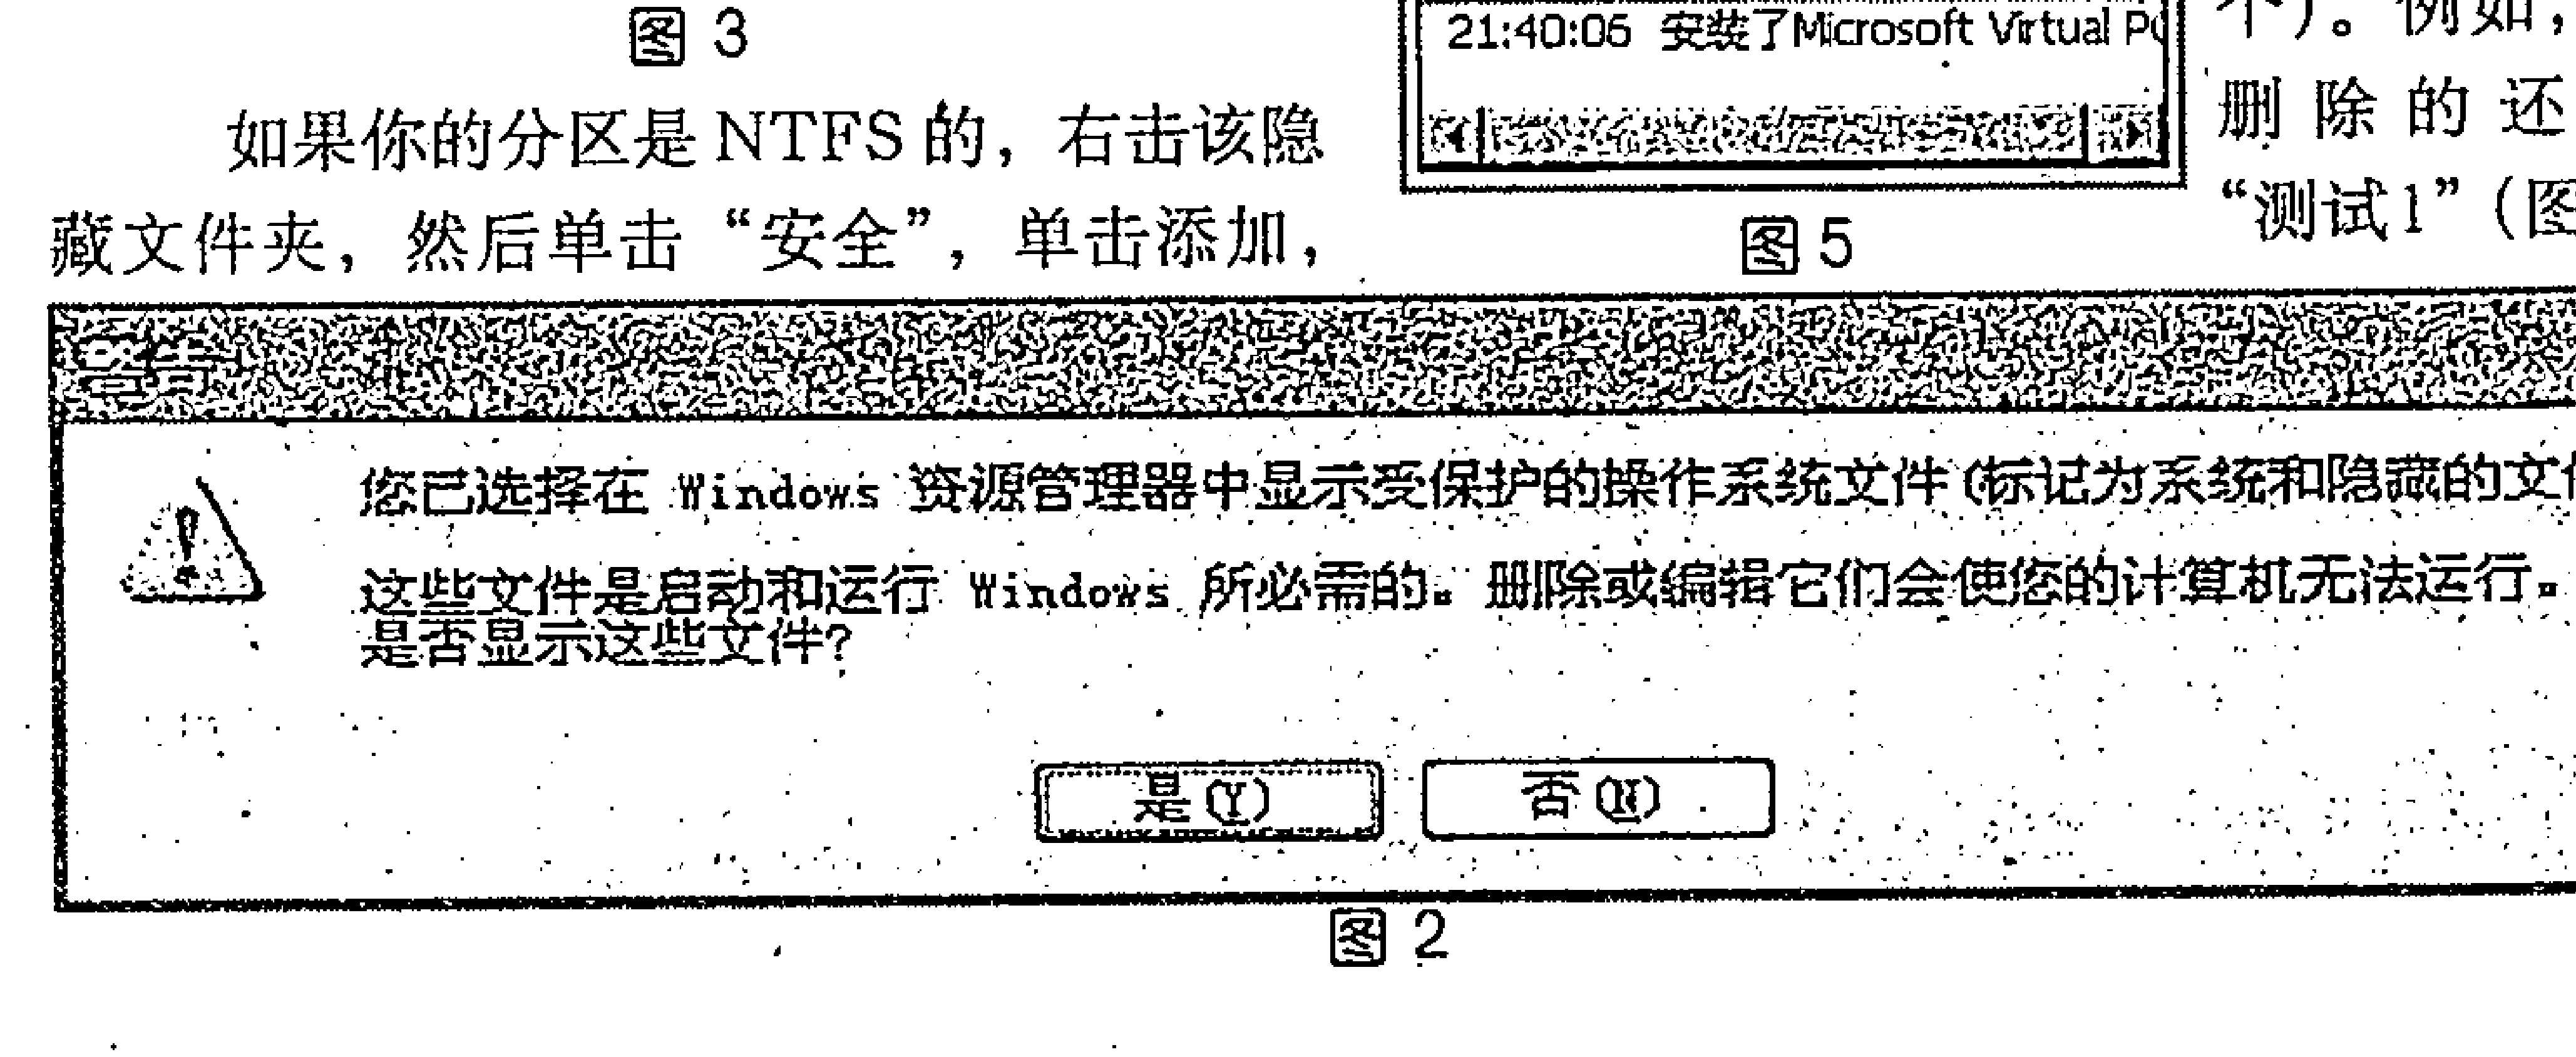 图 3
如果你的分区是NTFS的，右击该隐
藏文件夹，然后单击“安全”，单击添加，
21:40:06 安装了Microsoft Virtual P
图 5
例如，
删除的还
“测试1”（图
警告
您已选择在 Windows 资源管理器中显示受保护的操作系统文件(标记为系统和隐藏的文件
这些文件是启动和运行 Windows 所必需的。删除或编辑它们会使您的计算机无法运行。
是否显示这些文件?
是(Y)
否(N)
图 2